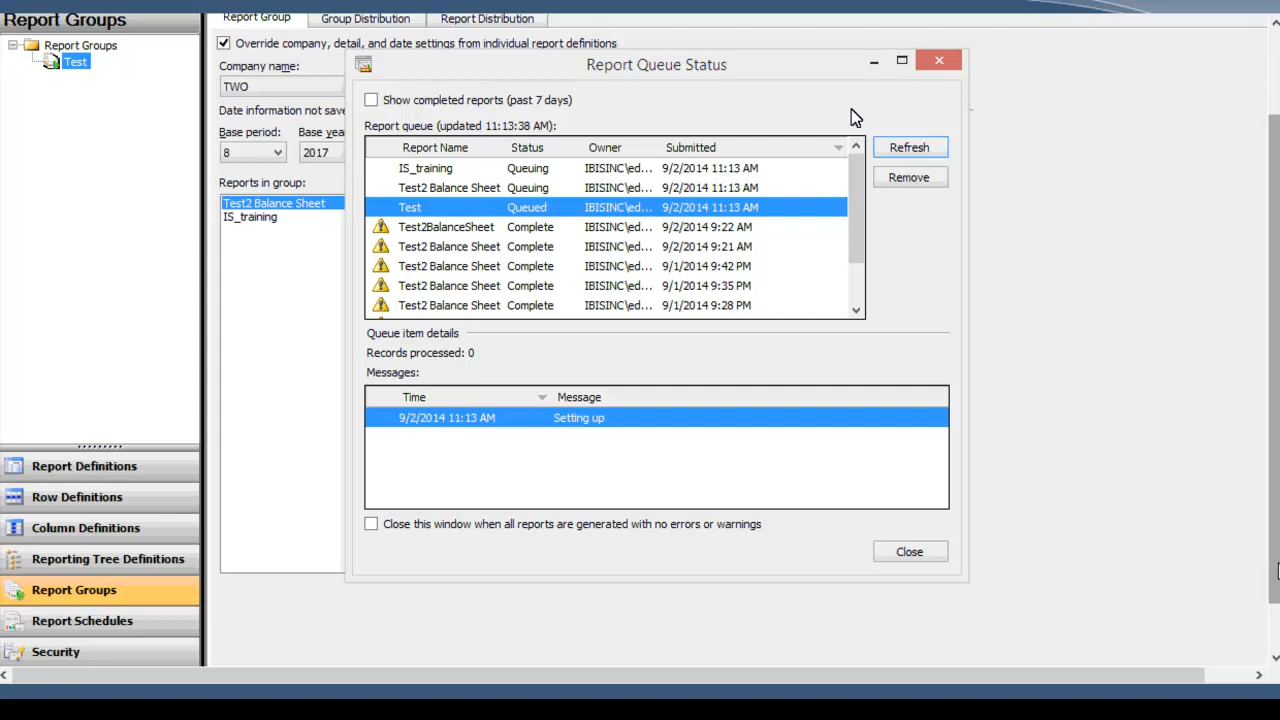 Report Groups
Report Groups
Test
Report Definitions
Row Definitions
Column Definitions
Reporting Tree Definitions
Report Groups
Report Schedules
Security
Report Group
Group Distribution
Report Distribution
Override company, detail, and date settings from individual report definitions
Company name:
TWO
Date information not save
Base period:
Base yea
8
2017
Reports in group:
Test2 Balance Sheet
IS_training
Report Queue Status
Show completed reports (past 7 days)
Report queue (updated 11:13:38 AM):
Report Name Status Owner Submitted
IS_training Queuing IBISINC\ed... 9/2/2014 11:13 AM
Test2 Balance Sheet Queuing IBISINC\ed... 9/2/2014 11:13 AM
Test Queued IBISINC\ed... 9/2/2014 11:13 AM
Test2BalanceSheet Complete IBISINC\ed... 9/2/2014 9:22 AM
Test2 Balance Sheet Complete IBISINC\ed... 9/2/2014 9:21 AM
Test2 Balance Sheet Complete IBISINC\ed... 9/1/2014 9:42 PM
Test2 Balance Sheet Complete IBISINC\ed... 9/1/2014 9:35 PM
Test2 Balance Sheet Complete IBISINC\ed... 9/1/2014 9:28 PM
Refresh
Remove
Queue item details
Records processed: 0
Messages:
Time Message
9/2/2014 11:13 AM Setting up
Close this window when all reports are generated with no errors or warnings
Close